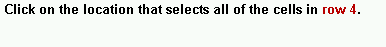 Click on the location that selects all of the cells in row 4.